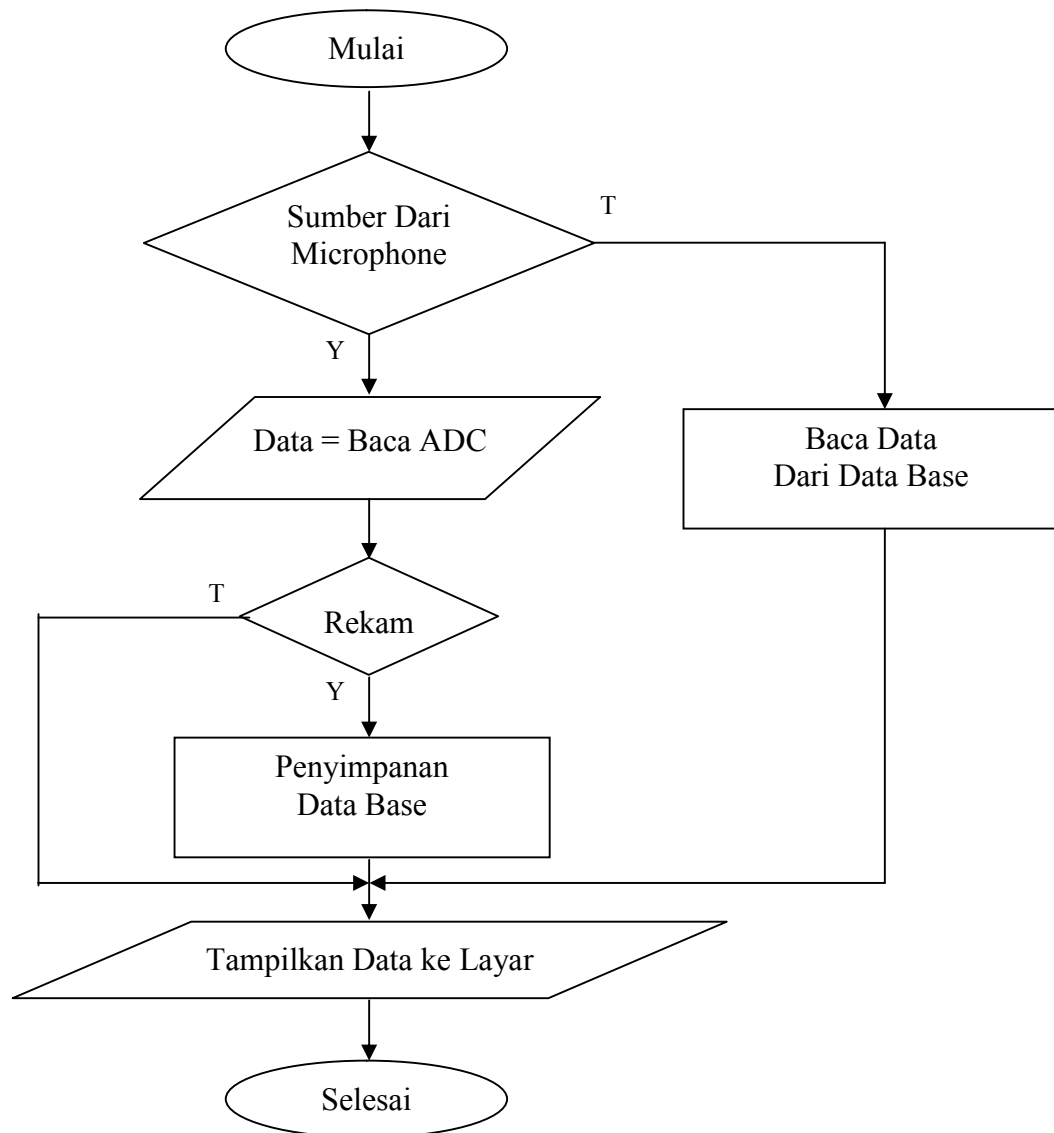 Mulai
Sumber Dari
Microphone
T
Y
Data = Baca ADC
Baca Data
Dari Data Base
T
Rekam
Y
Penyimpanan
Data Base
Tampilkan Data ke Layar
Selesai